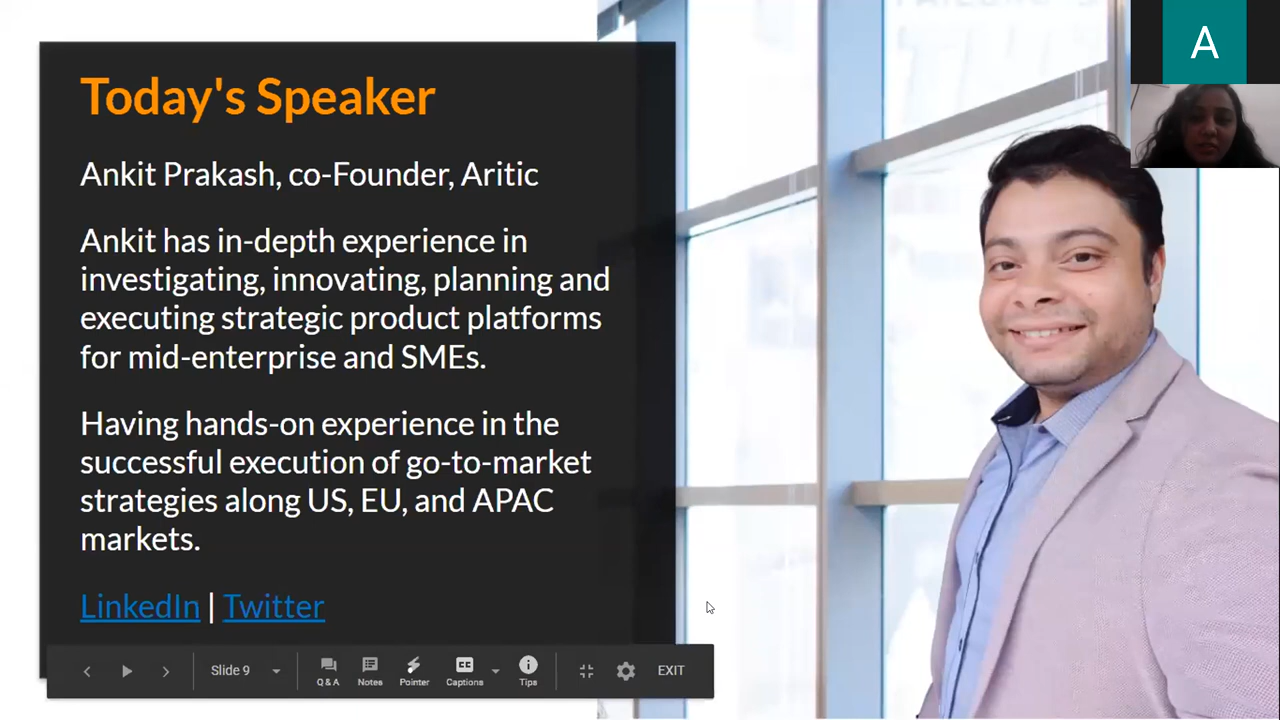 Today's Speaker
Ankit Prakash, co-Founder, Aritic
Ankit has in-depth experience in
investigating, innovating, planning and
executing strategic product platforms
for mid-enterprise and SMEs.
Having hands-on experience in the
successful execution of go-to-market
strategies along US, EU, and APAC
markets.
LinkedIn | Twitter
Slide 9
Q & A
Notes
Pointer
CC
Captions
Tips
EXIT
A